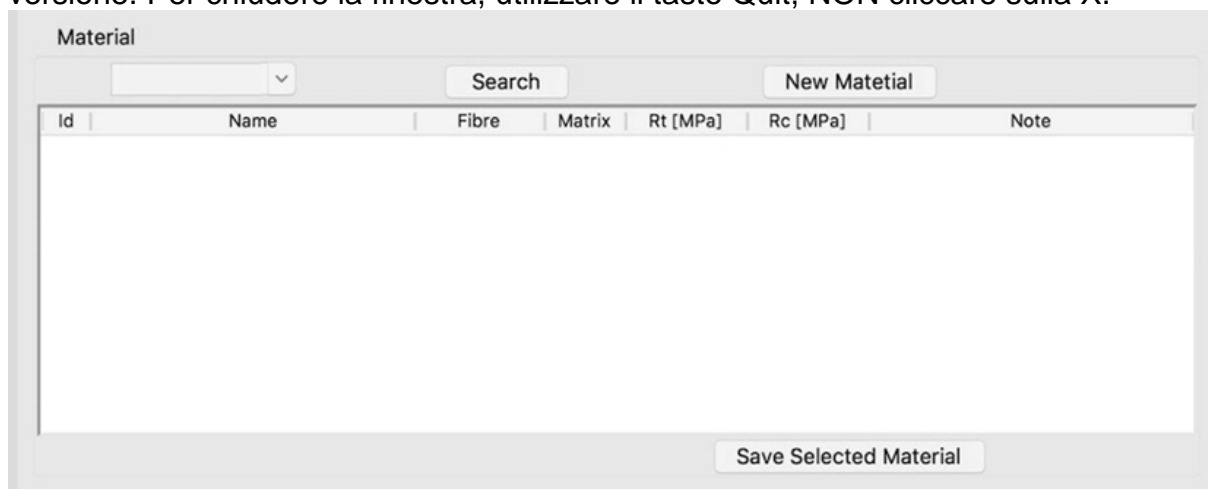 versione. Per chiudere la finestra, utilizzare il tasto Quit, NON cliccare sulla X.
Material
Search New Matetial
Id Name Fibre Matrix Rt [MPa] Rc [MPa] Note
Save Selected Material